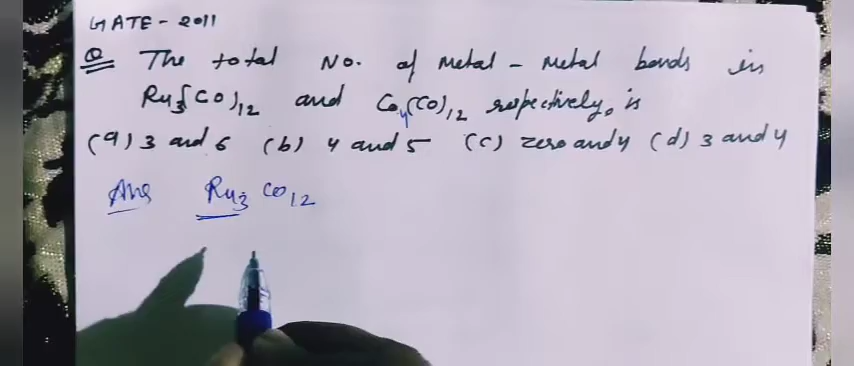 GATE - 2011
Q The total No. of Metal - Metal bonds in
Ru3(CO)12 and Co4(CO)12 respectively, is
(a) 3 and 6 (b) 4 and 5 (c) zero and 4 (d) 3 and 4
Ans Ru3 CO12